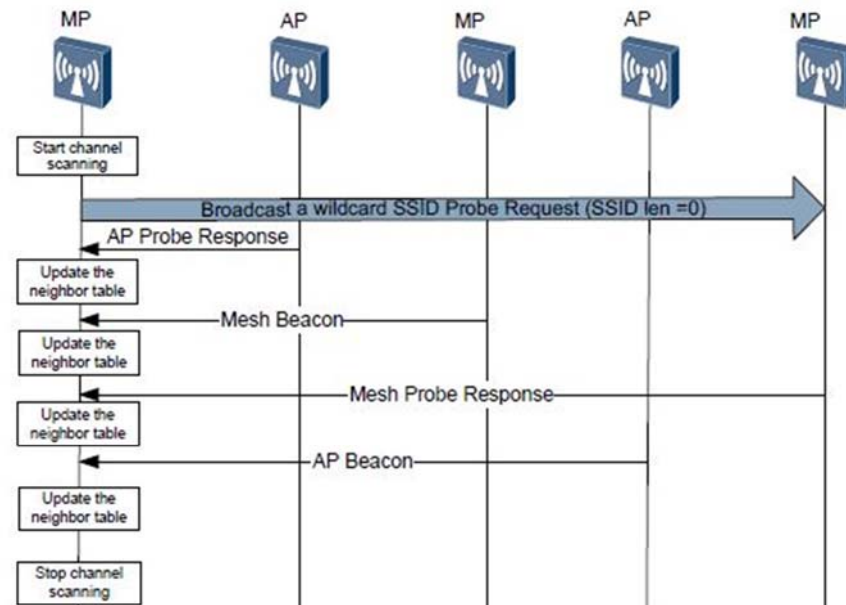 MP AP MP AP MP
Start channel
scanning
Broadcast a wildcard SSID Probe Request (SSID len =0)
AP Probe Response
Update the
neighbor table
Mesh Beacon
Update the
neighbor table
Mesh Probe Response
Update the
neighbor table
AP Beacon
Update the
neighbor table
Stop channel
scanning